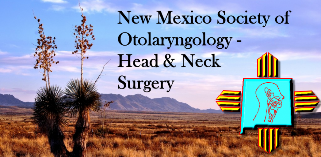 New Mexico Society of
Otolaryngology -
Head & Neck
Surgery